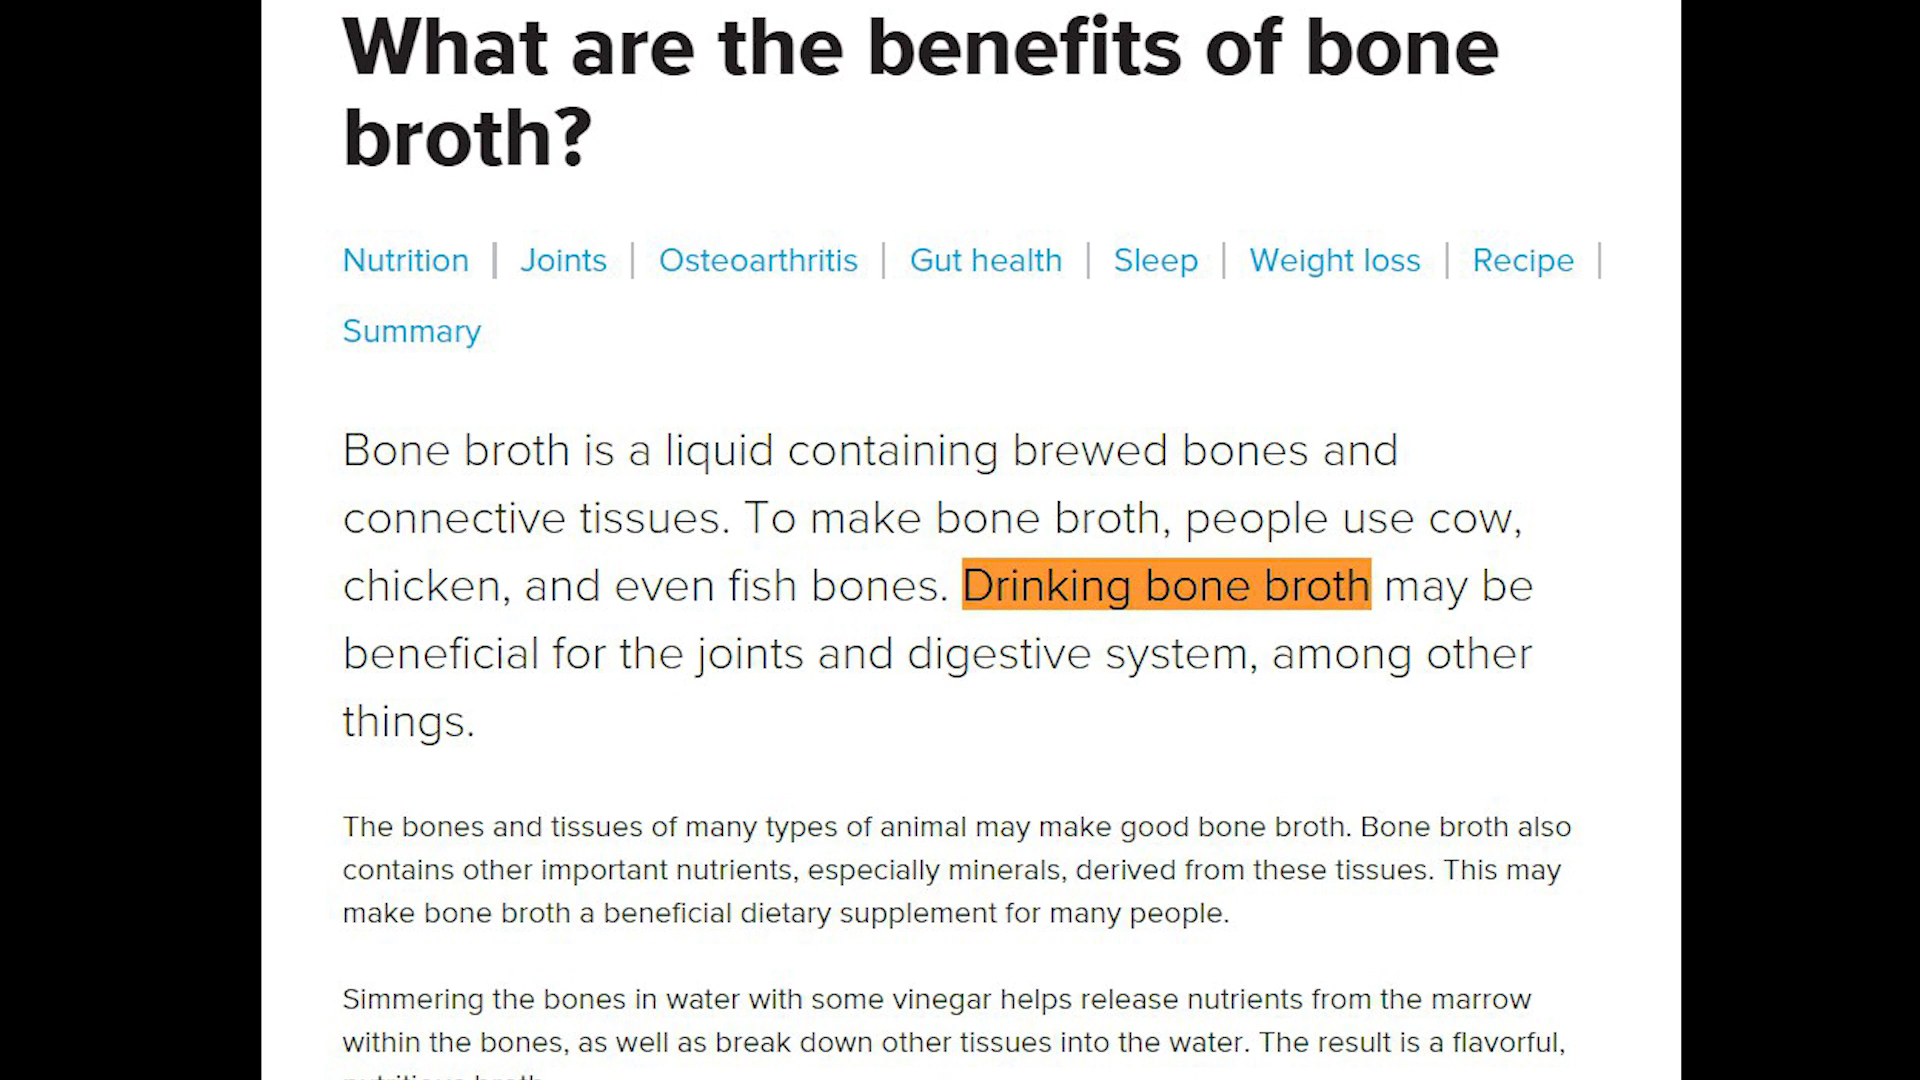 What are the benefits of bone
broth?
Nutrition | Joints | Osteoarthritis | Gut health | Sleep | Weight loss | Recipe |
Summary
Bone broth is a liquid containing brewed bones and
connective tissues. To make bone broth, people use cow,
chicken, and even fish bones. Drinking bone broth may be
beneficial for the joints and digestive system, among other
things.
The bones and tissues of many types of animal may make good bone broth. Bone broth also
contains other important nutrients, especially minerals, derived from these tissues. This may
make bone broth a beneficial dietary supplement for many people.
Simmering the bones in water with some vinegar helps release nutrients from the marrow
within the bones, as well as break down other tissues into the water. The result is a flavorful,